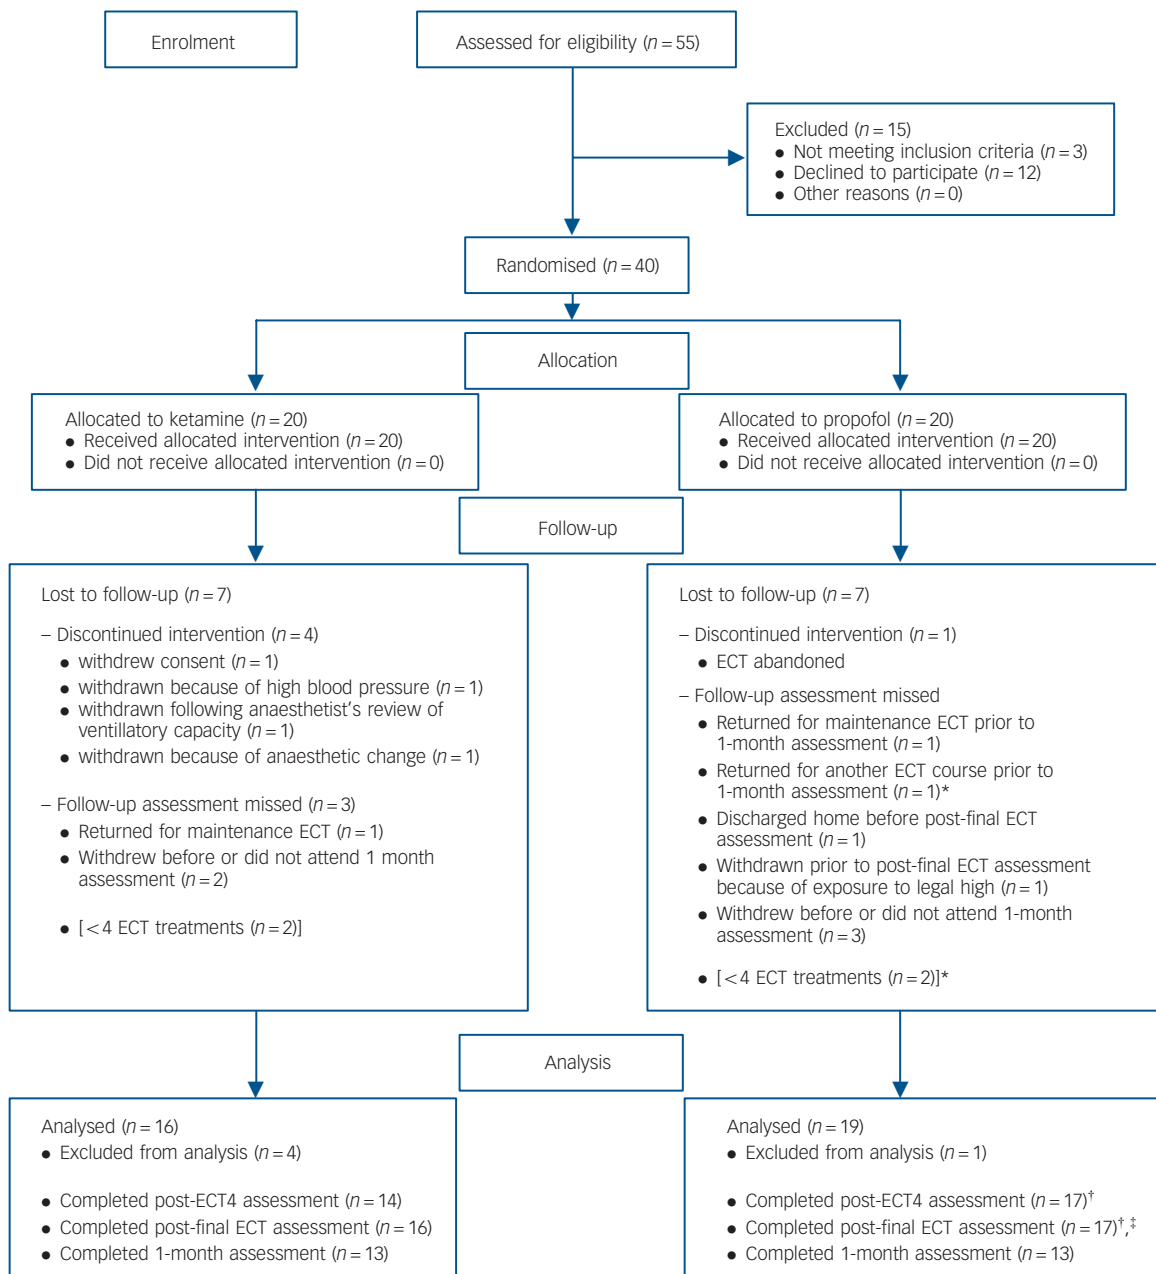 Enrolment
Assessed for eligibility (n = 55)
Excluded (n = 15)
● Not meeting inclusion criteria (n = 3)
● Declined to participate (n = 12)
● Other reasons (n = 0)
Randomised (n = 40)
Allocation
Allocated to ketamine (n = 20)
● Received allocated intervention (n = 20)
● Did not receive allocated intervention (n = 0)
Allocated to propofol (n = 20)
● Received allocated intervention (n = 20)
● Did not receive allocated intervention (n = 0)
Follow-up
Lost to follow-up (n = 7)
– Discontinued intervention (n = 4)
● withdrew consent (n = 1)
● withdrawn because of high blood pressure (n = 1)
● withdrawn following anaesthetist's review of
ventillatory capacity (n = 1)
● withdrawn because of anaesthetic change (n = 1)
– Follow-up assessment missed (n = 3)
● Returned for maintenance ECT (n = 1)
● Withdrew before or did not attend 1 month
assessment (n = 2)
● [<4 ECT treatments (n = 2)]
Lost to follow-up (n = 7)
– Discontinued intervention (n = 1)
● ECT abandoned
– Follow-up assessment missed
● Returned for maintenance ECT prior to
1-month assessment (n = 1)
● Returned for another ECT course prior to
1-month assessment (n = 1)*
● Discharged home before post-final ECT
assessment (n = 1)
● Withdrawn prior to post-final ECT assessment
because of exposure to legal high (n = 1)
● Withdrew before or did not attend 1-month
assessment (n = 3)
● [<4 ECT treatments (n = 2)]*
Analysis
Analysed (n = 16)
● Excluded from analysis (n = 4)
● Completed post-ECT4 assessment (n = 14)
● Completed post-final ECT assessment (n = 16)
● Completed 1-month assessment (n = 13)
Analysed (n = 19)
● Excluded from analysis (n = 1)
● Completed post-ECT4 assessment (n = 17)†
● Completed post-final ECT assessment (n = 17)†,‡
● Completed 1-month assessment (n = 13)